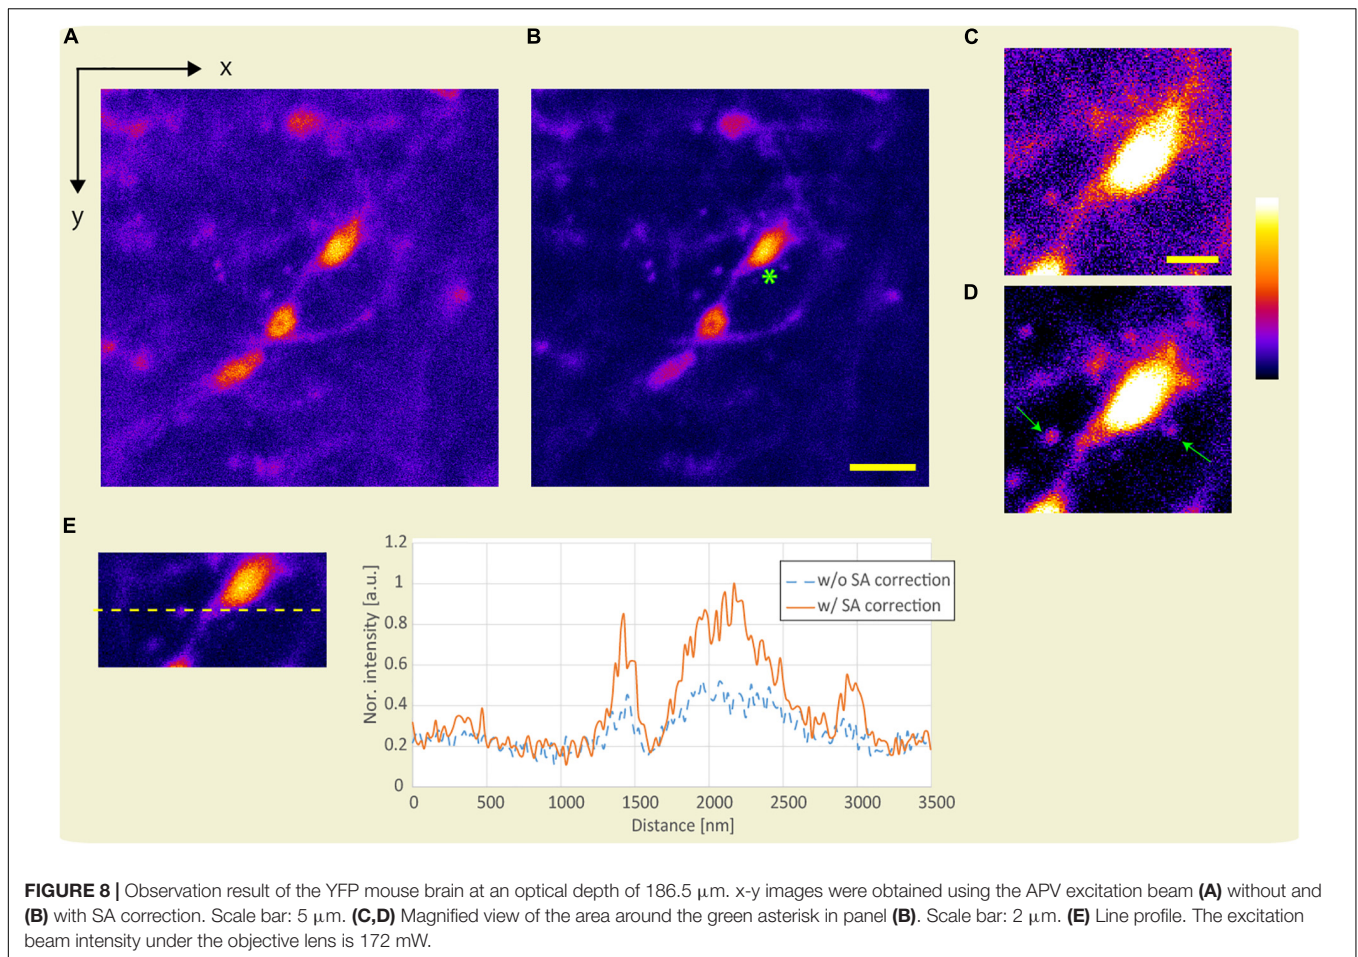 A
B
C
x
y
*
D
E
1.2
1
0.8
0.6
0.4
0.2
0
Nor. intensity [a.u.]
w/o SA correction
w/ SA correction
0 500 1000 1500 2000 2500 3000 3500
Distance [nm]
FIGURE 8 | Observation result of the YFP mouse brain at an optical depth of 186.5 μm. x-y images were obtained using the APV excitation beam (A) without and
(B) with SA correction. Scale bar: 5 μm. (C,D) Magnified view of the area around the green asterisk in panel (B). Scale bar: 2 μm. (E) Line profile. The excitation
beam intensity under the objective lens is 172 mW.